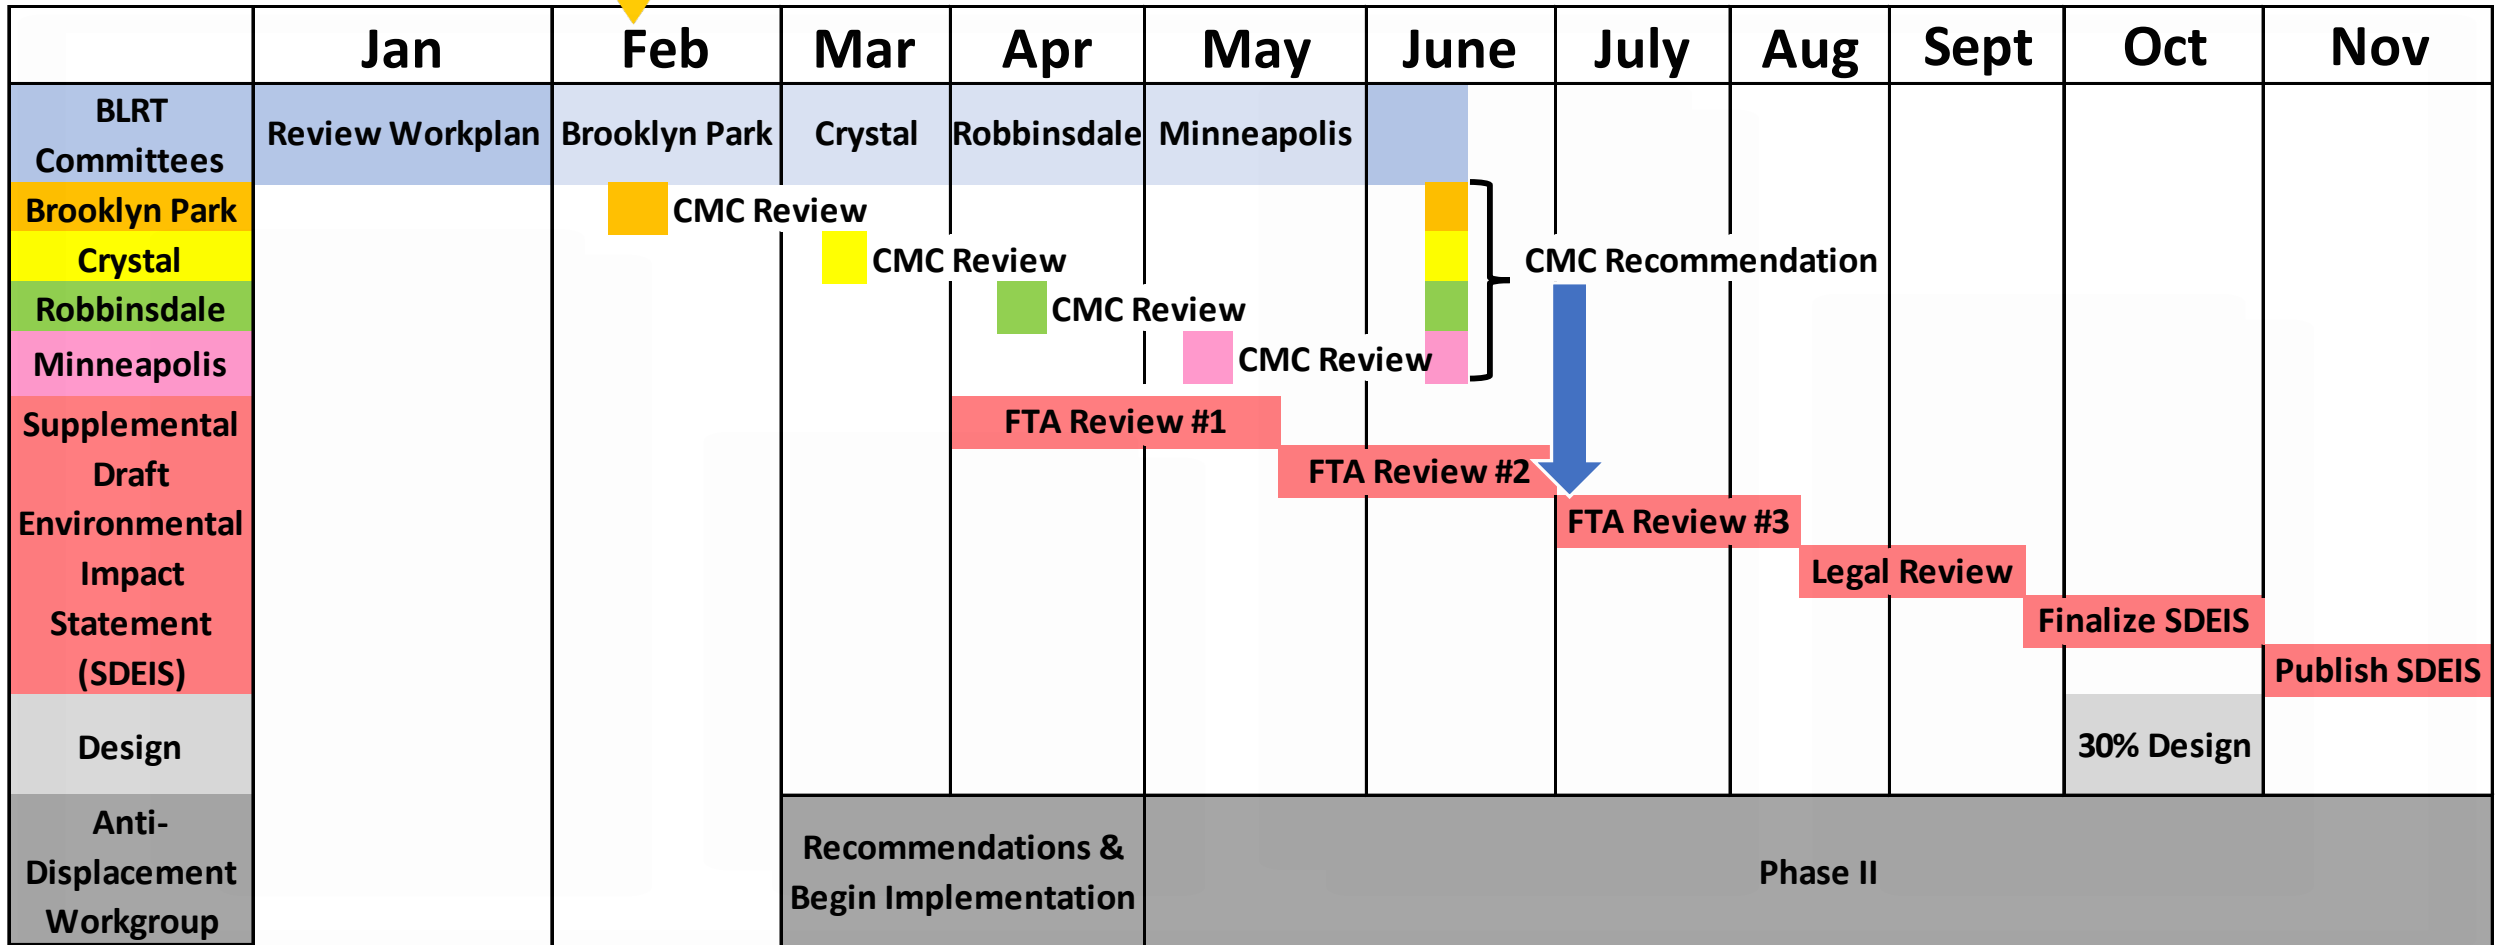 Jan Feb Mar Apr May June July Aug Sept Oct Nov
BLRT
Committees
Review Workplan Brooklyn Park Crystal Robbinsdale Minneapolis
Brooklyn Park
CMC Review
Crystal
CMC Review
CMC Recommendation
Robbinsdale
CMC Review
Minneapolis
CMC Review
Supplemental
Draft
Environmental
Impact
Statement
(SDEIS)
FTA Review #1
FTA Review #2
FTA Review #3
Legal Review
Finalize SDEIS
Publish SDEIS
Design
30% Design
Anti-
Displacement
Workgroup
Recommendations &
Begin Implementation
Phase II